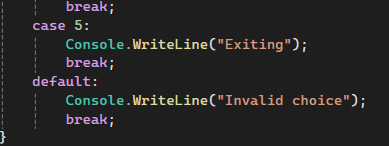 break;
    case 5:
        Console.WriteLine("Exiting");
        break;
    default:
        Console.WriteLine("Invalid choice");
        break;
}